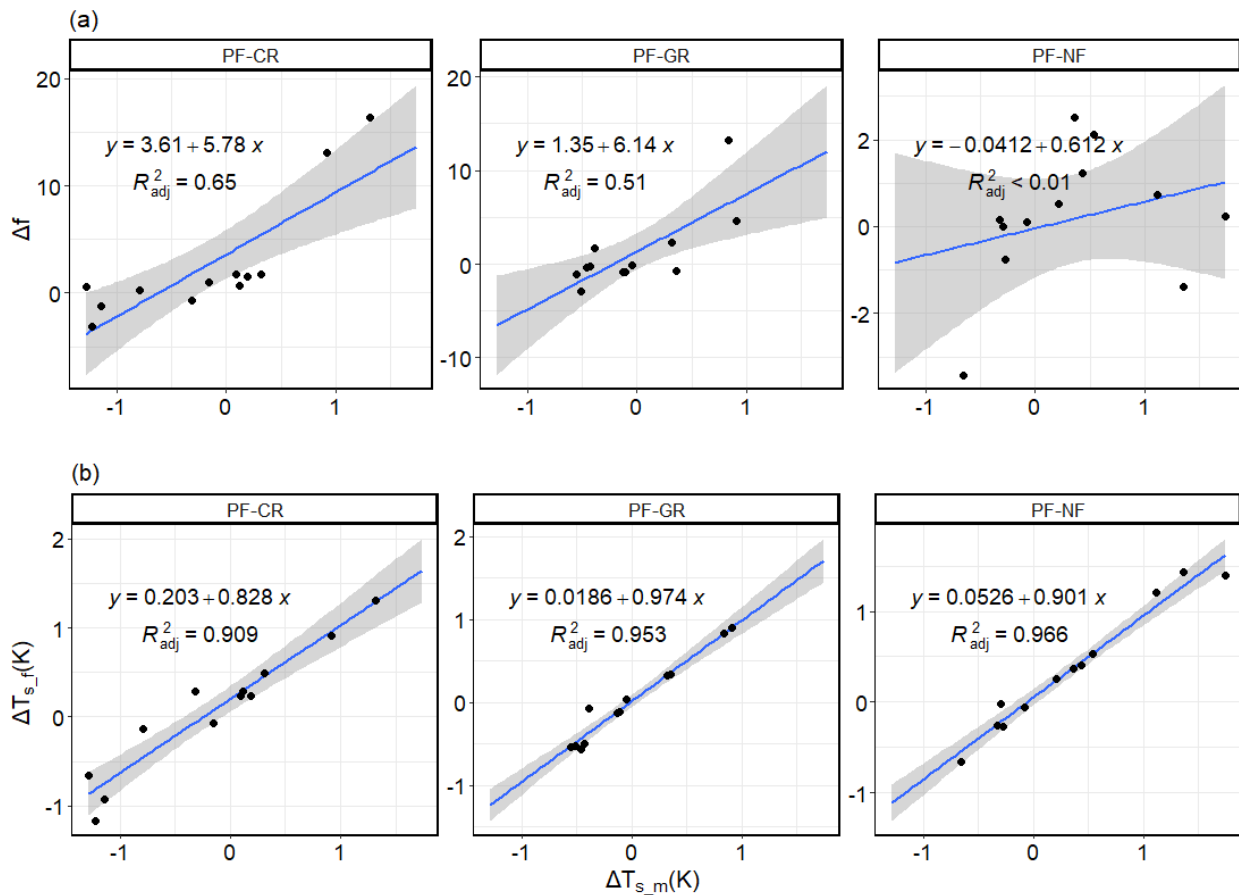 (a)
PF-CR PF-GR PF-NF
20
10
0
Δf
y = 3.61 + 5.78 x
R²adj = 0.65
-1 0 1
20
10
0
-10
y = 1.35 + 6.14 x
R²adj = 0.51
-1 0 1
2
0
-2
y = −0.0412 + 0.612 x
R²adj < 0.01
-1 0 1
(b)
PF-CR PF-GR PF-NF
2
1
0
-1
ΔTs_f(K)
y = 0.203 + 0.828 x
R²adj = 0.909
-1 0 1
2
1
0
-1
y = 0.0186 + 0.974 x
R²adj = 0.953
-1 0 1
1
0
-1
y = 0.0526 + 0.901 x
R²adj = 0.966
-1 0 1
ΔTs_m(K)